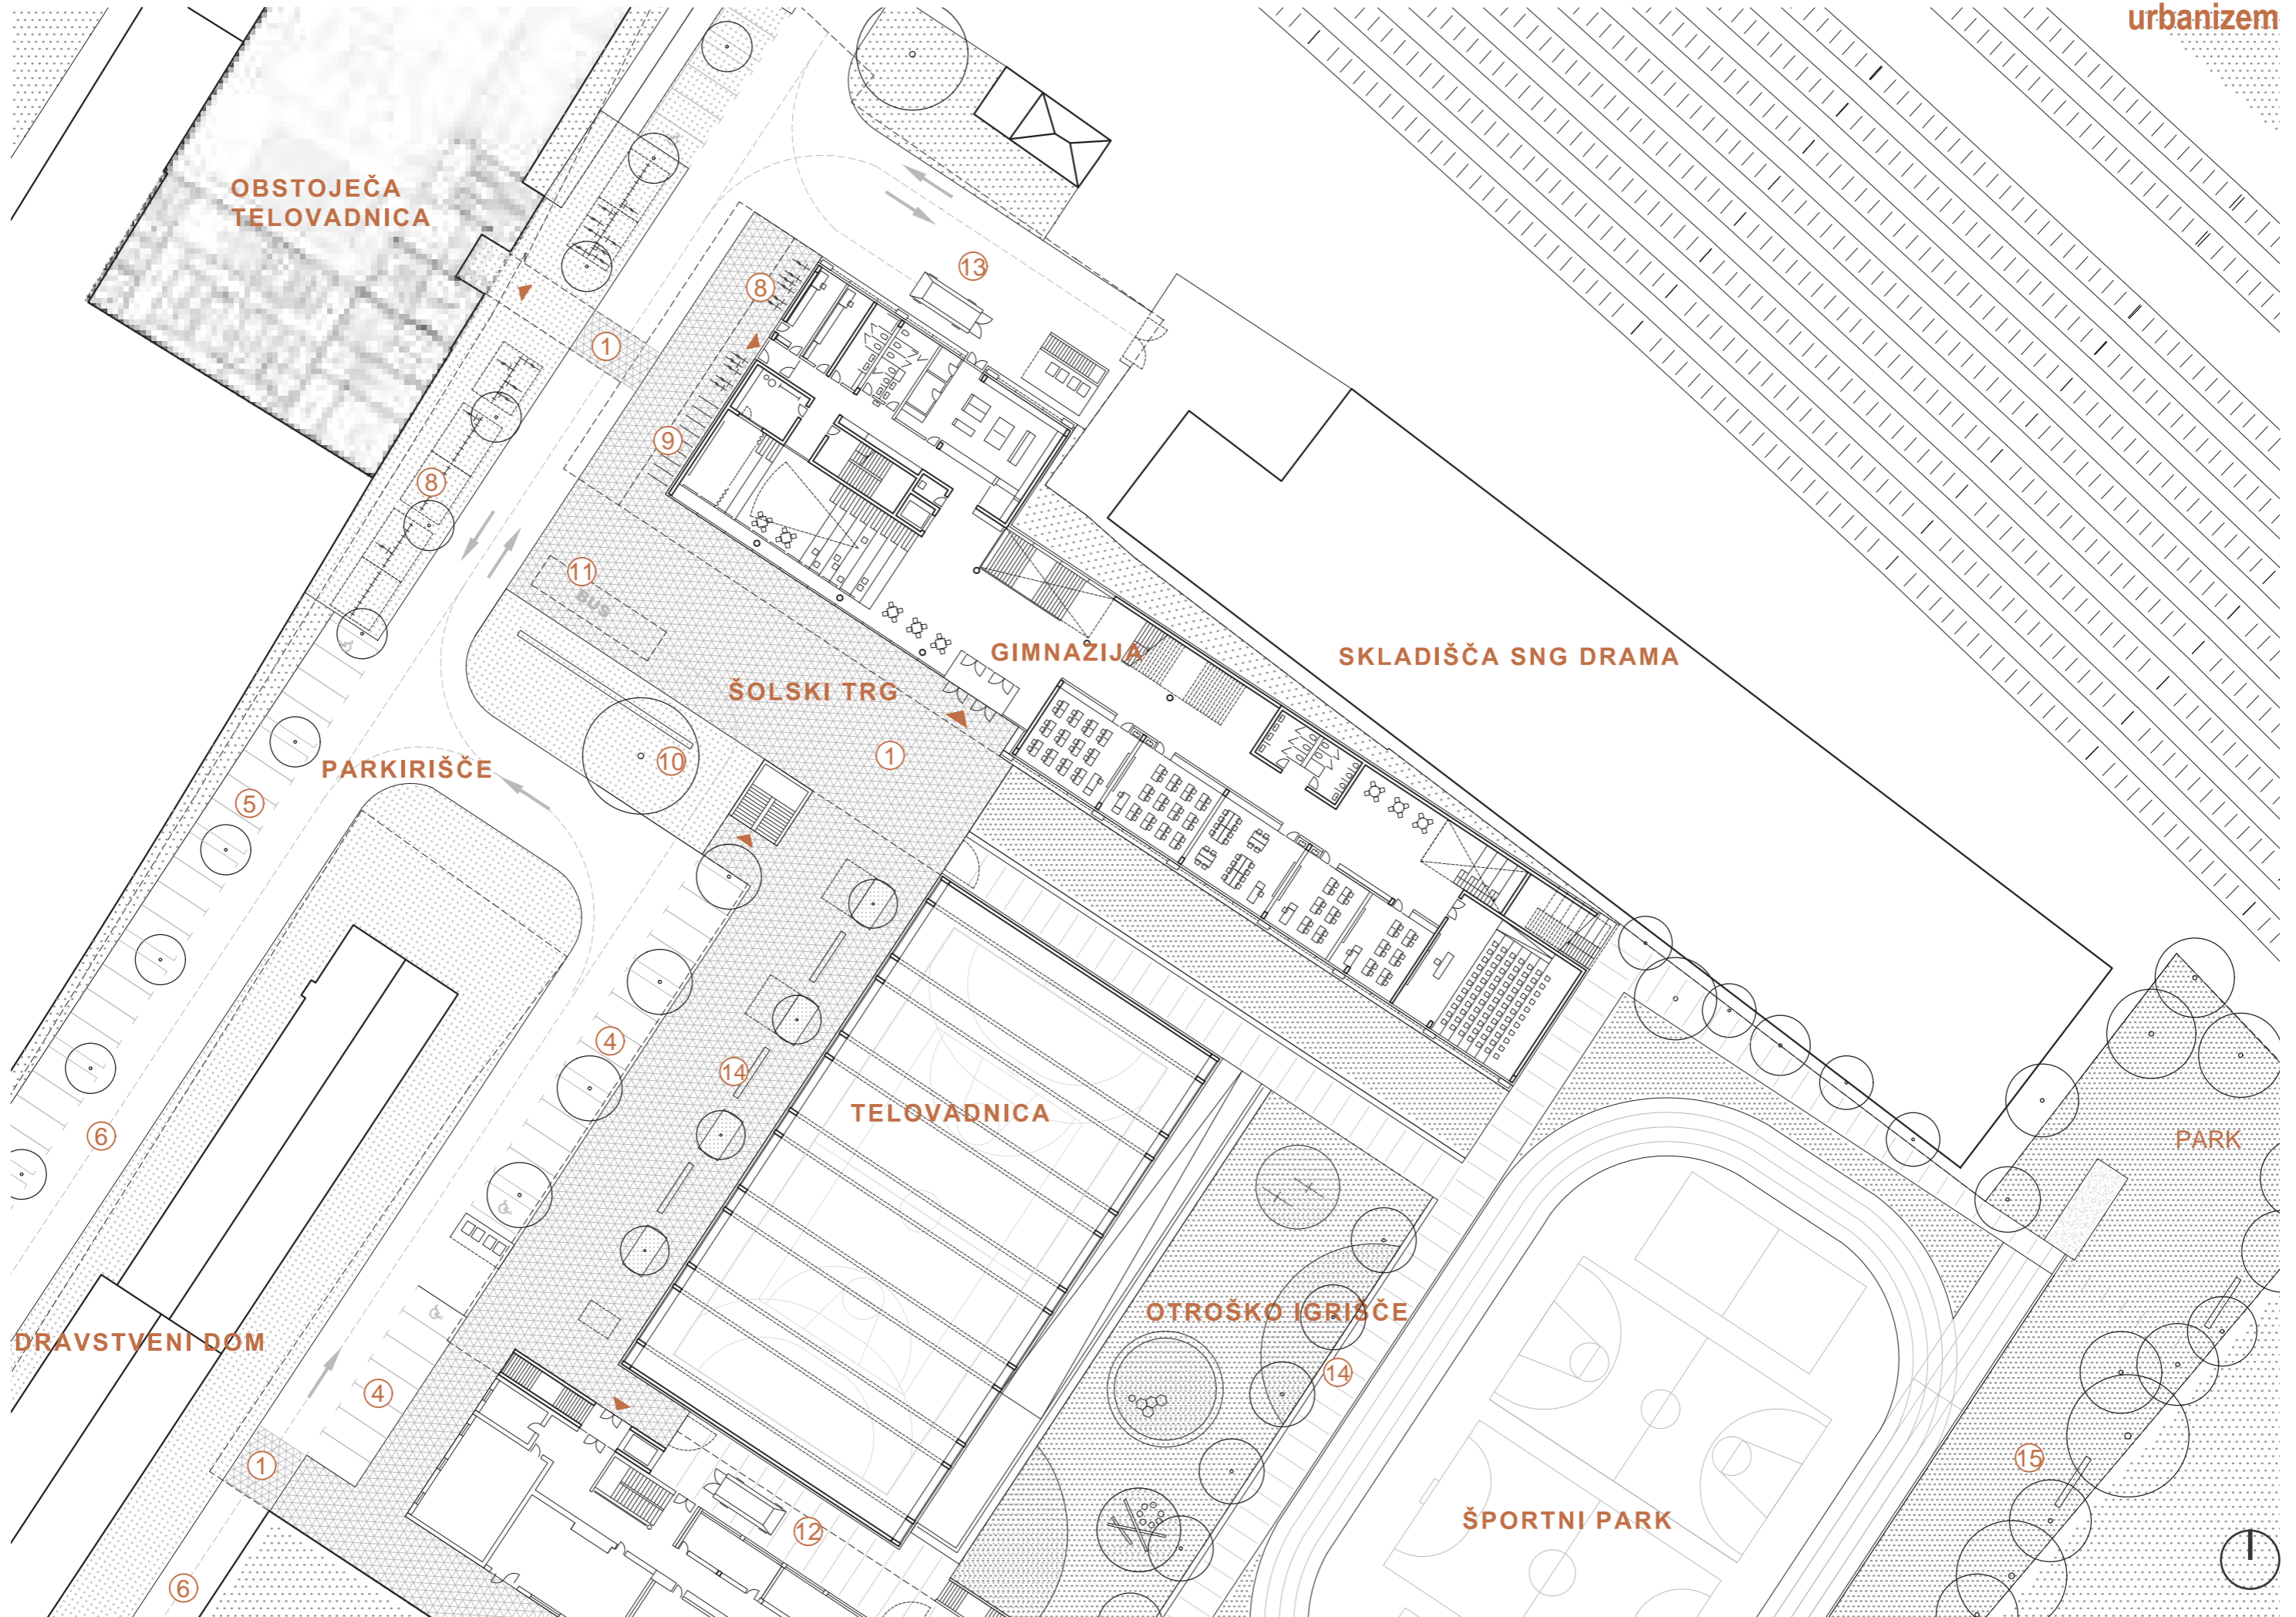 urbanizem
OBSTOJEČA
TELOVADNICA
13
8
1
9
8
11
BUS
GIMNAZIJA
SKLADIŠČA SNG DRAMA
ŠOLSKI TRG
1
10
PARKIRIŠČE
5
4
14
TELOVADNICA
6
PARK
OTROŠKO IGRIŠČE
DRAVSTVENI DOM
14
4
1
15
ŠPORTNI PARK
12
6